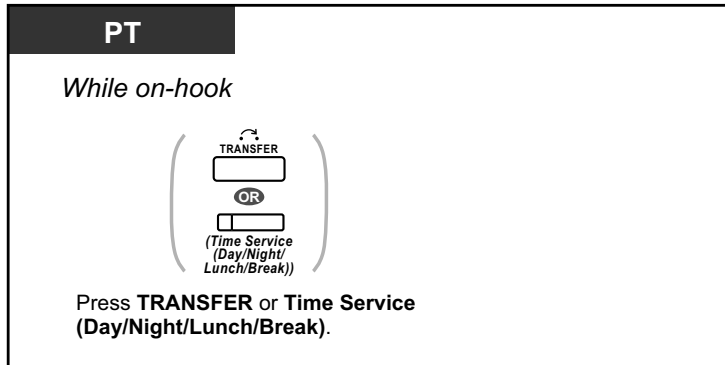 PT
While on-hook
TRANSFER
OR
(Time Service
(Day/Night/
Lunch/Break))
Press TRANSFER or Time Service
(Day/Night/Lunch/Break).